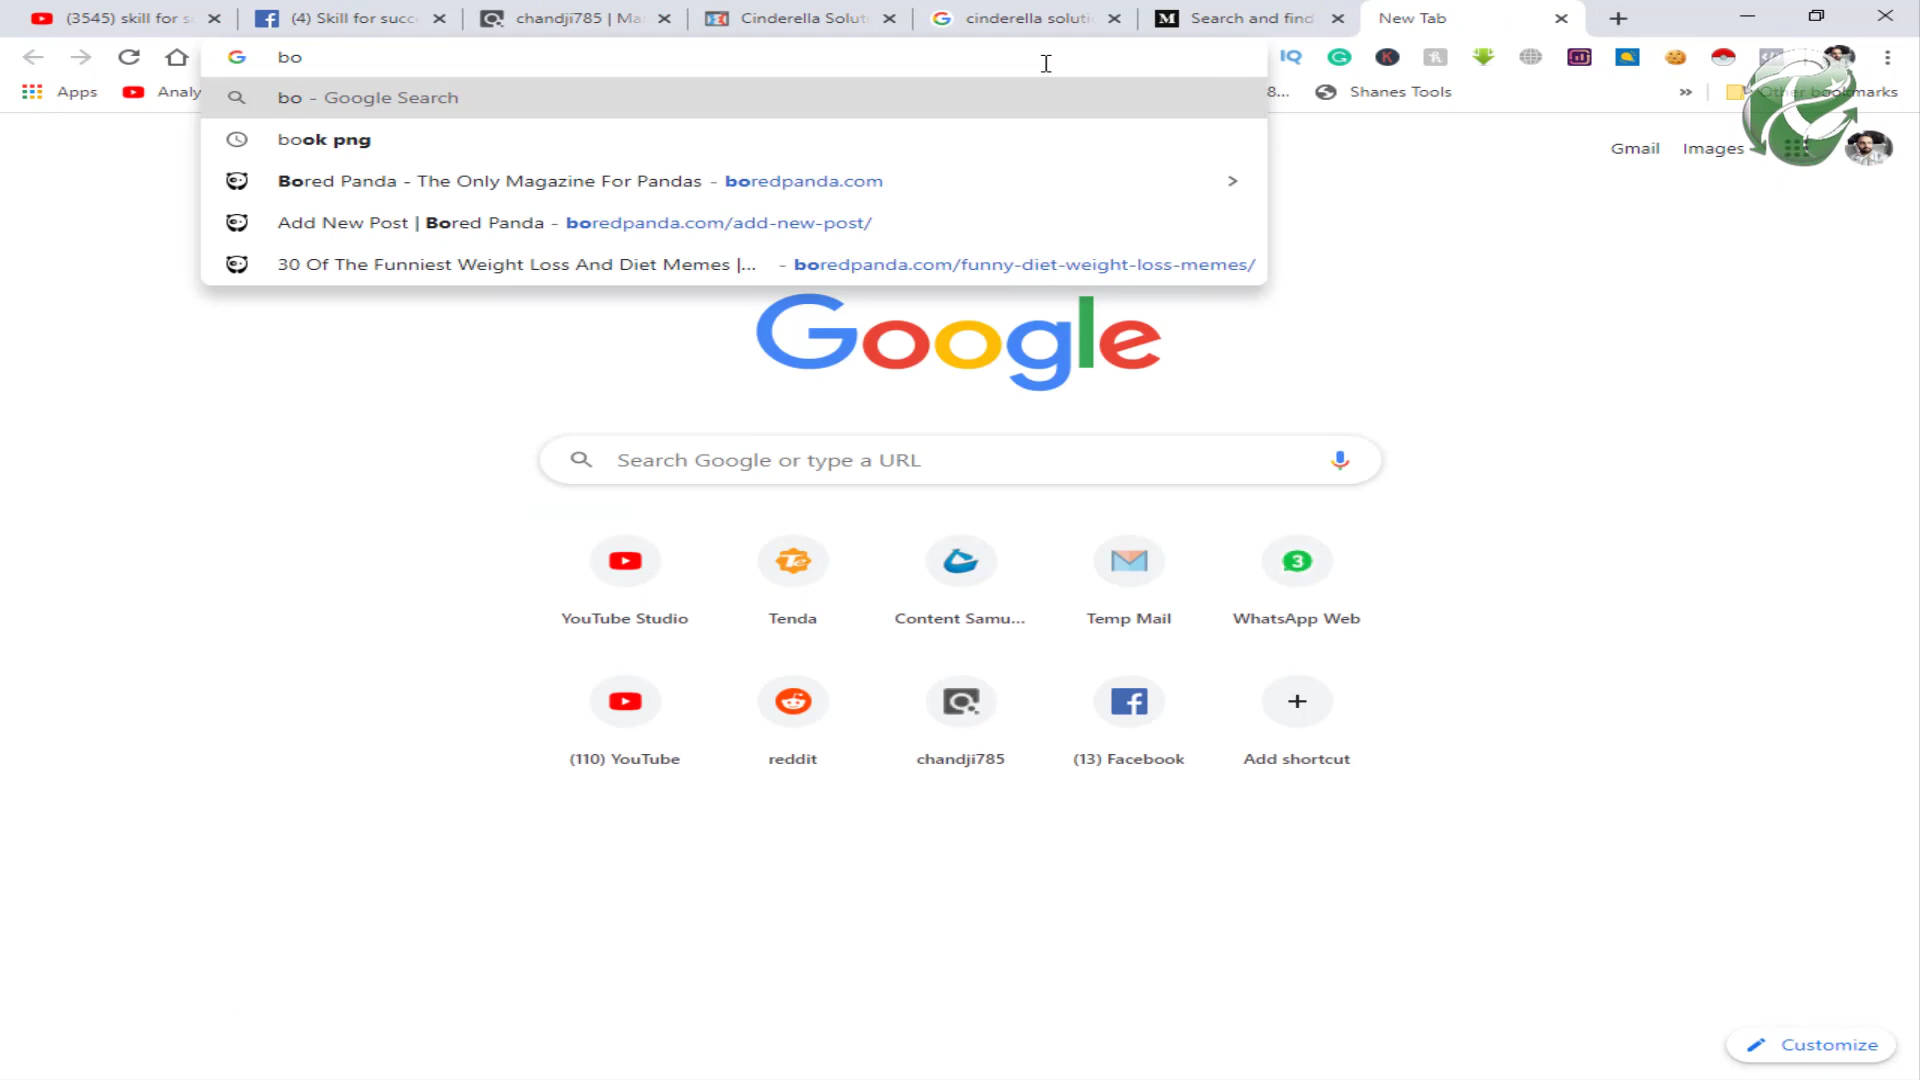 (3545) skill for s
(4) Skill for succ
chandji785 | Ma
Cinderella Solut
cinderella soluti
Search and find
New Tab
bo
IQ
Apps
Analy
8...
Shanes Tools
»
Other bookmarks
bo - Google Search
book png
Bored Panda - The Only Magazine For Pandas - boredpanda.com
Add New Post | Bored Panda - boredpanda.com/add-new-post/
30 Of The Funniest Weight Loss And Diet Memes |... - boredpanda.com/funny-diet-weight-loss-memes/
Gmail Images
Google
Search Google or type a URL
YouTube Studio
Tenda
Content Samu...
Temp Mail
WhatsApp Web
(110) YouTube
reddit
chandji785
(13) Facebook
Add shortcut
Customize